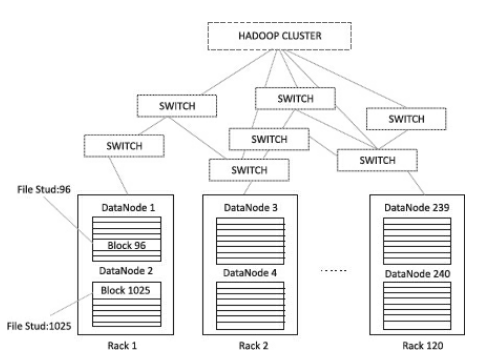 HADOOP CLUSTER
SWITCH
SWITCH
SWITCH
SWITCH
SWITCH
SWITCH
SWITCH
File Stud:96
DataNode 1
Block 96
DataNode 2
Block 1025
File Stud:1025
Rack 1
DataNode 3
DataNode 4
Rack 2
......
DataNode 239
DataNode 240
Rack 120